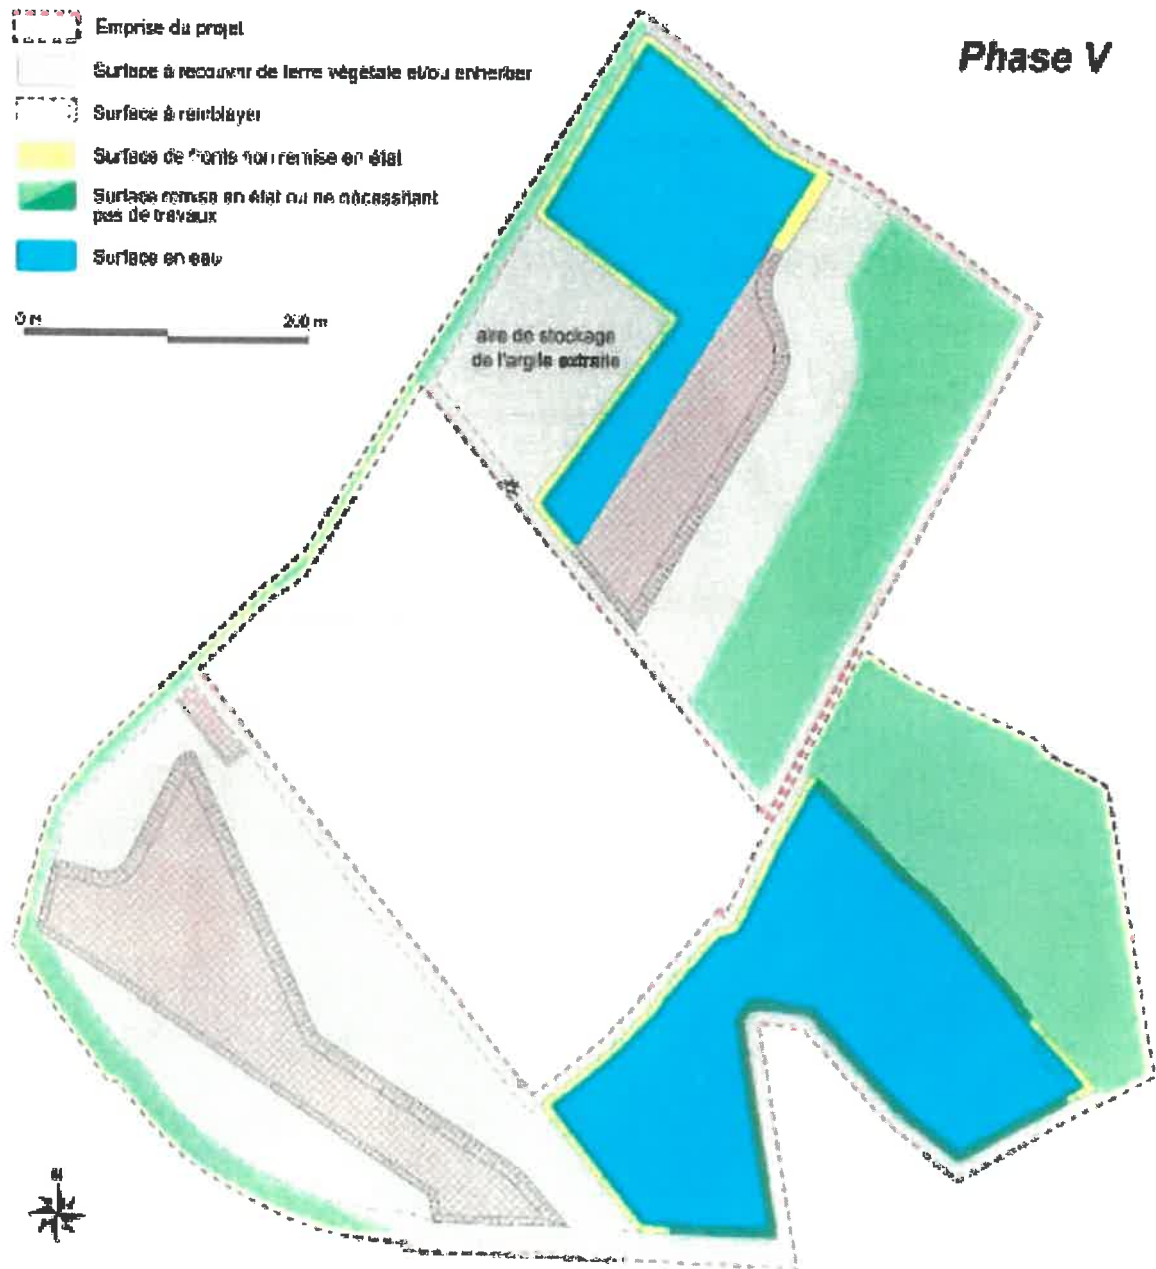 Phase V
Emprise du projet
Surface à recouvrir de terre végétale et/ou enherber
Surface à remblayer
Surface de fronts non remise en état
Surface remise en état ou ne nécessitant
pas de travaux
Surface en eau
0 m 200 m
aire de stockage
de l'argile extraite
N